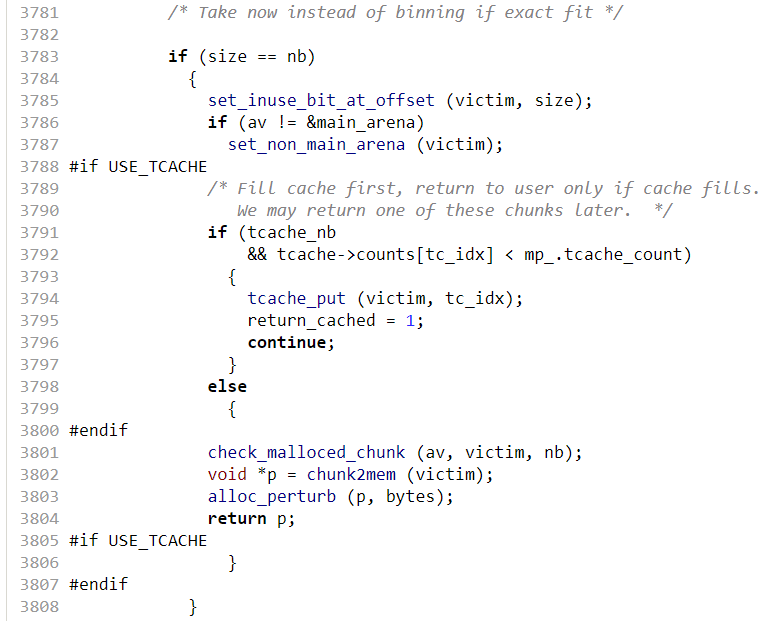 3781 /* Take now instead of binning if exact fit */
3782
3783 if (size == nb)
3784 {
3785 set_inuse_bit_at_offset (victim, size);
3786 if (av != &main_arena)
3787 set_non_main_arena (victim);
3788 #if USE_TCACHE
3789 /* Fill cache first, return to user only if cache fills.
3790 We may return one of these chunks later. */
3791 if (tcache_nb
3792 && tcache->counts[tc_idx] < mp_.tcache_count)
3793 {
3794 tcache_put (victim, tc_idx);
3795 return_cached = 1;
3796 continue;
3797 }
3798 else
3799 {
3800 #endif
3801 check_malloced_chunk (av, victim, nb);
3802 void *p = chunk2mem (victim);
3803 alloc_perturb (p, bytes);
3804 return p;
3805 #if USE_TCACHE
3806 }
3807 #endif
3808 }